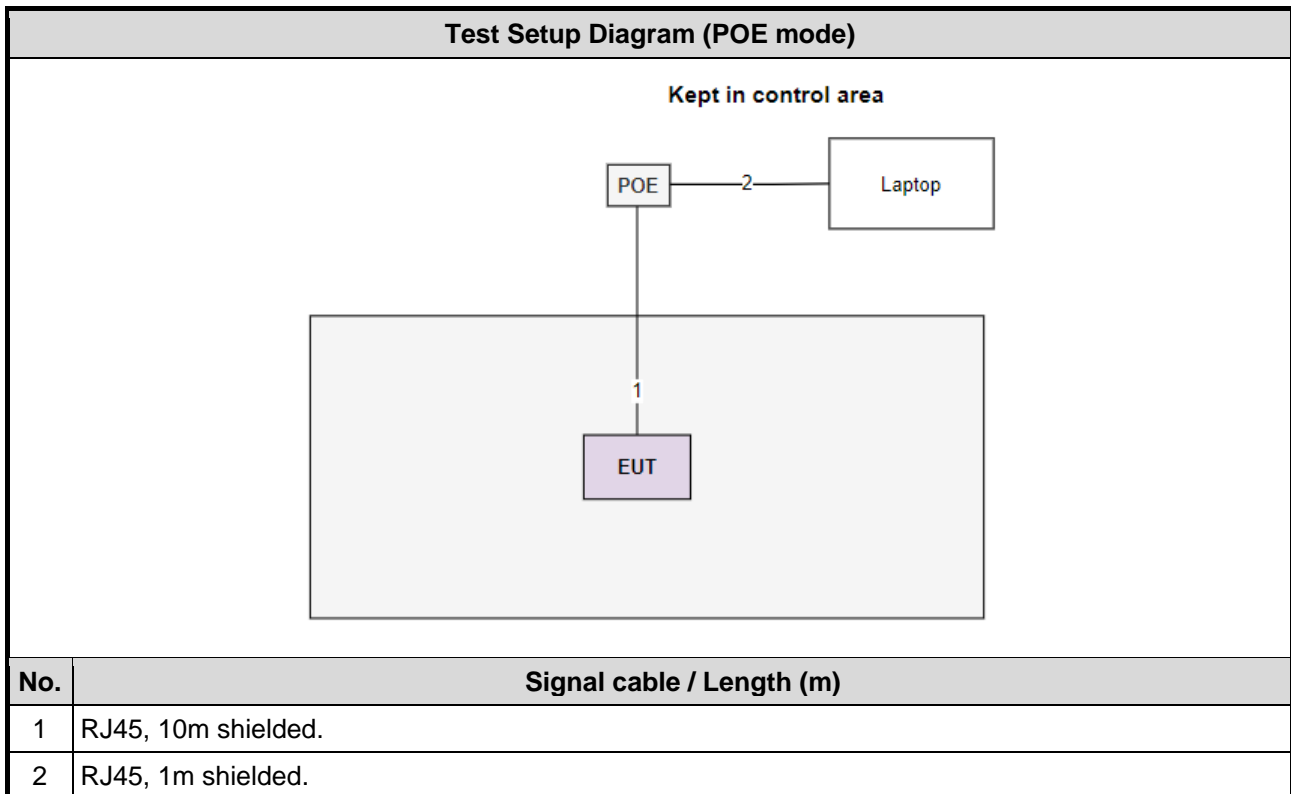 Test Setup Diagram (POE mode)
Kept in control area
POE
2
Laptop
1
EUT
No. Signal cable / Length (m)
1 RJ45, 10m shielded.
2 RJ45, 1m shielded.